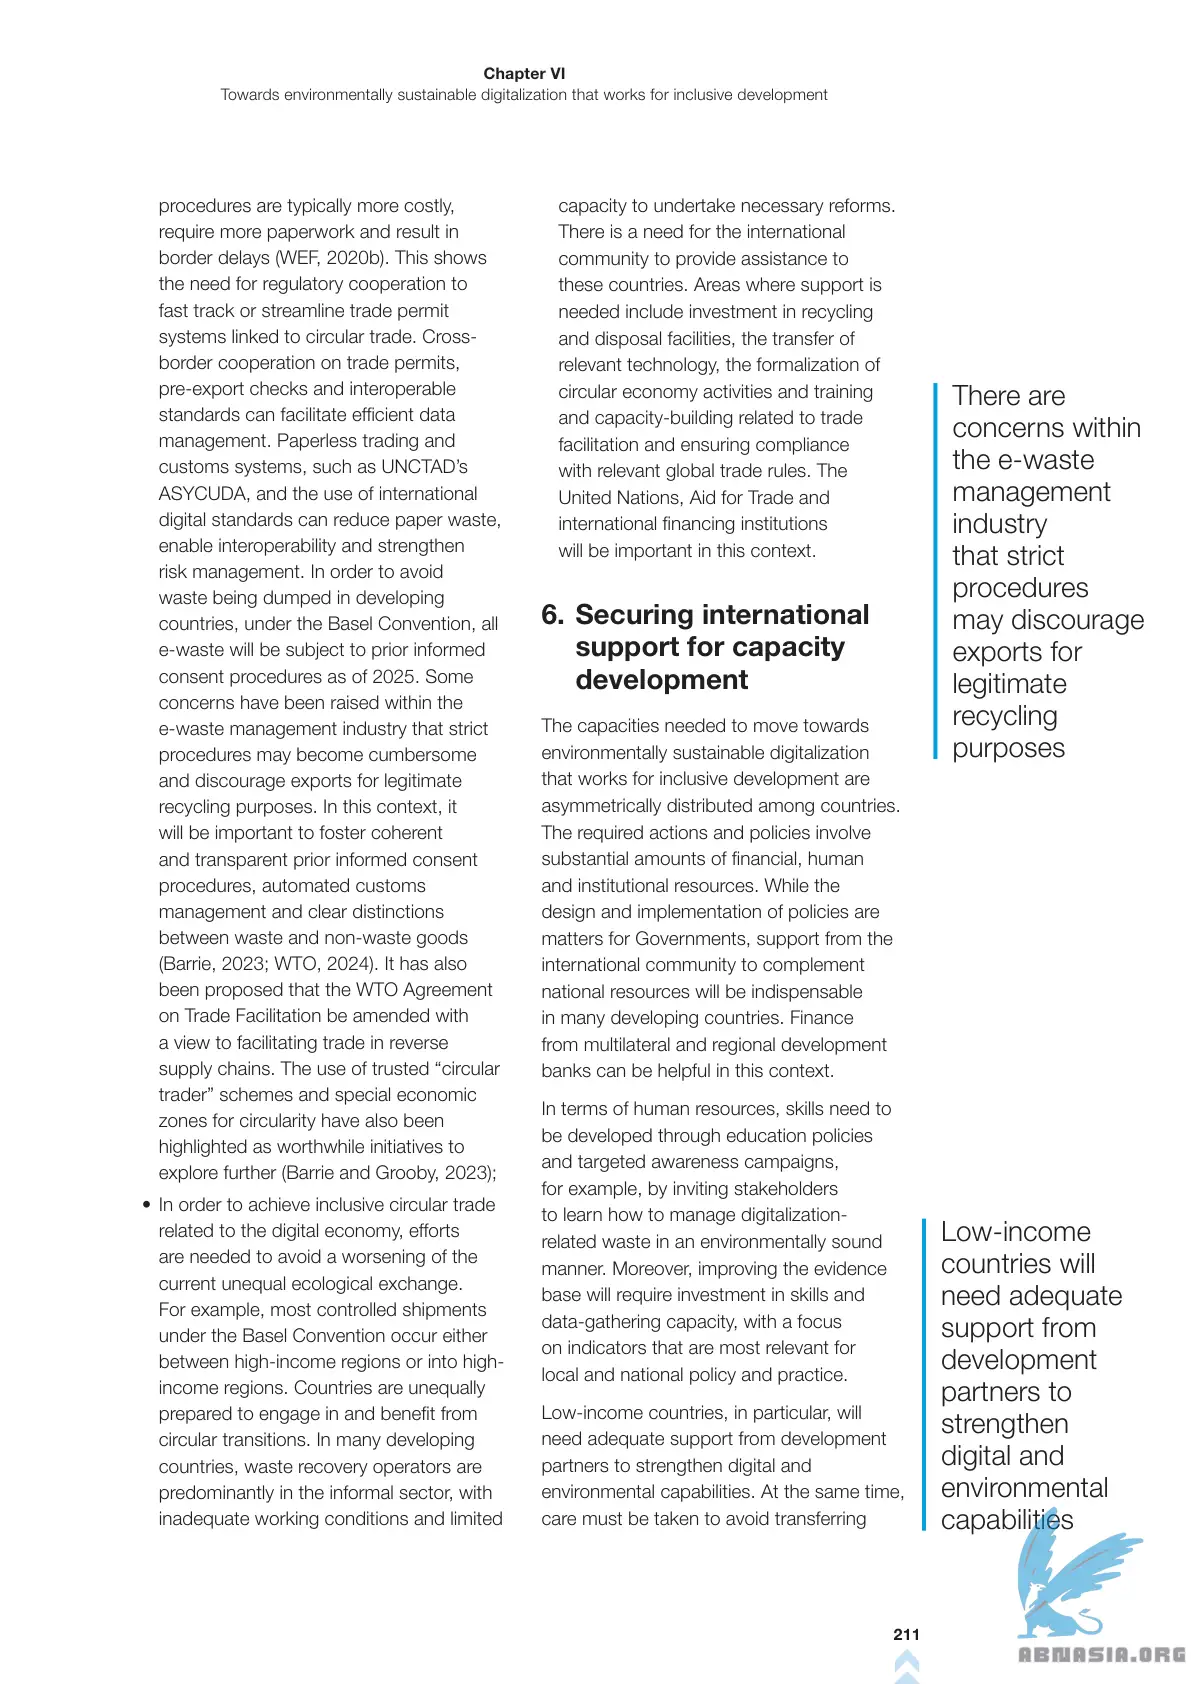 Chapter VI
Towards environmentally sustainable digitalization that works for inclusive development
procedures are typically more costly,
require more paperwork and result in
border delays (WEF, 2020b). This shows
the need for regulatory cooperation to
fast track or streamline trade permit
systems linked to circular trade. Cross-
border cooperation on trade permits,
pre-export checks and interoperable
standards can facilitate efficient data
management. Paperless trading and
customs systems, such as UNCTAD’s
ASYCUDA, and the use of international
digital standards can reduce paper waste,
enable interoperability and strengthen
risk management. In order to avoid
waste being dumped in developing
countries, under the Basel Convention, all
e-waste will be subject to prior informed
consent procedures as of 2025. Some
concerns have been raised within the
e-waste management industry that strict
procedures may become cumbersome
and discourage exports for legitimate
recycling purposes. In this context, it
will be important to foster coherent
and transparent prior informed consent
procedures, automated customs
management and clear distinctions
between waste and non-waste goods
(Barrie, 2023; WTO, 2024). It has also
been proposed that the WTO Agreement
on Trade Facilitation be amended with
a view to facilitating trade in reverse
supply chains. The use of trusted “circular
trader” schemes and special economic
zones for circularity have also been
highlighted as worthwhile initiatives to
explore further (Barrie and Grooby, 2023);
• In order to achieve inclusive circular trade
related to the digital economy, efforts
are needed to avoid a worsening of the
current unequal ecological exchange.
For example, most controlled shipments
under the Basel Convention occur either
between high-income regions or into high-
income regions. Countries are unequally
prepared to engage in and benefit from
circular transitions. In many developing
countries, waste recovery operators are
predominantly in the informal sector, with
inadequate working conditions and limited
capacity to undertake necessary reforms.
There is a need for the international
community to provide assistance to
these countries. Areas where support is
needed include investment in recycling
and disposal facilities, the transfer of
relevant technology, the formalization of
circular economy activities and training
and capacity-building related to trade
facilitation and ensuring compliance
with relevant global trade rules. The
United Nations, Aid for Trade and
international financing institutions
will be important in this context.
6. Securing international
support for capacity
development
The capacities needed to move towards
environmentally sustainable digitalization
that works for inclusive development are
asymmetrically distributed among countries.
The required actions and policies involve
substantial amounts of financial, human
and institutional resources. While the
design and implementation of policies are
matters for Governments, support from the
international community to complement
national resources will be indispensable
in many developing countries. Finance
from multilateral and regional development
banks can be helpful in this context.
In terms of human resources, skills need to
be developed through education policies
and targeted awareness campaigns,
for example, by inviting stakeholders
to learn how to manage digitalization-
related waste in an environmentally sound
manner. Moreover, improving the evidence
base will require investment in skills and
data-gathering capacity, with a focus
on indicators that are most relevant for
local and national policy and practice.
Low-income countries, in particular, will
need adequate support from development
partners to strengthen digital and
environmental capabilities. At the same time,
care must be taken to avoid transferring
There are
concerns within
the e-waste
management
industry
that strict
procedures
may discourage
exports for
legitimate
recycling
purposes
Low-income
countries will
need adequate
support from
development
partners to
strengthen
digital and
environmental
capabilities
211
ABNASIA.ORG